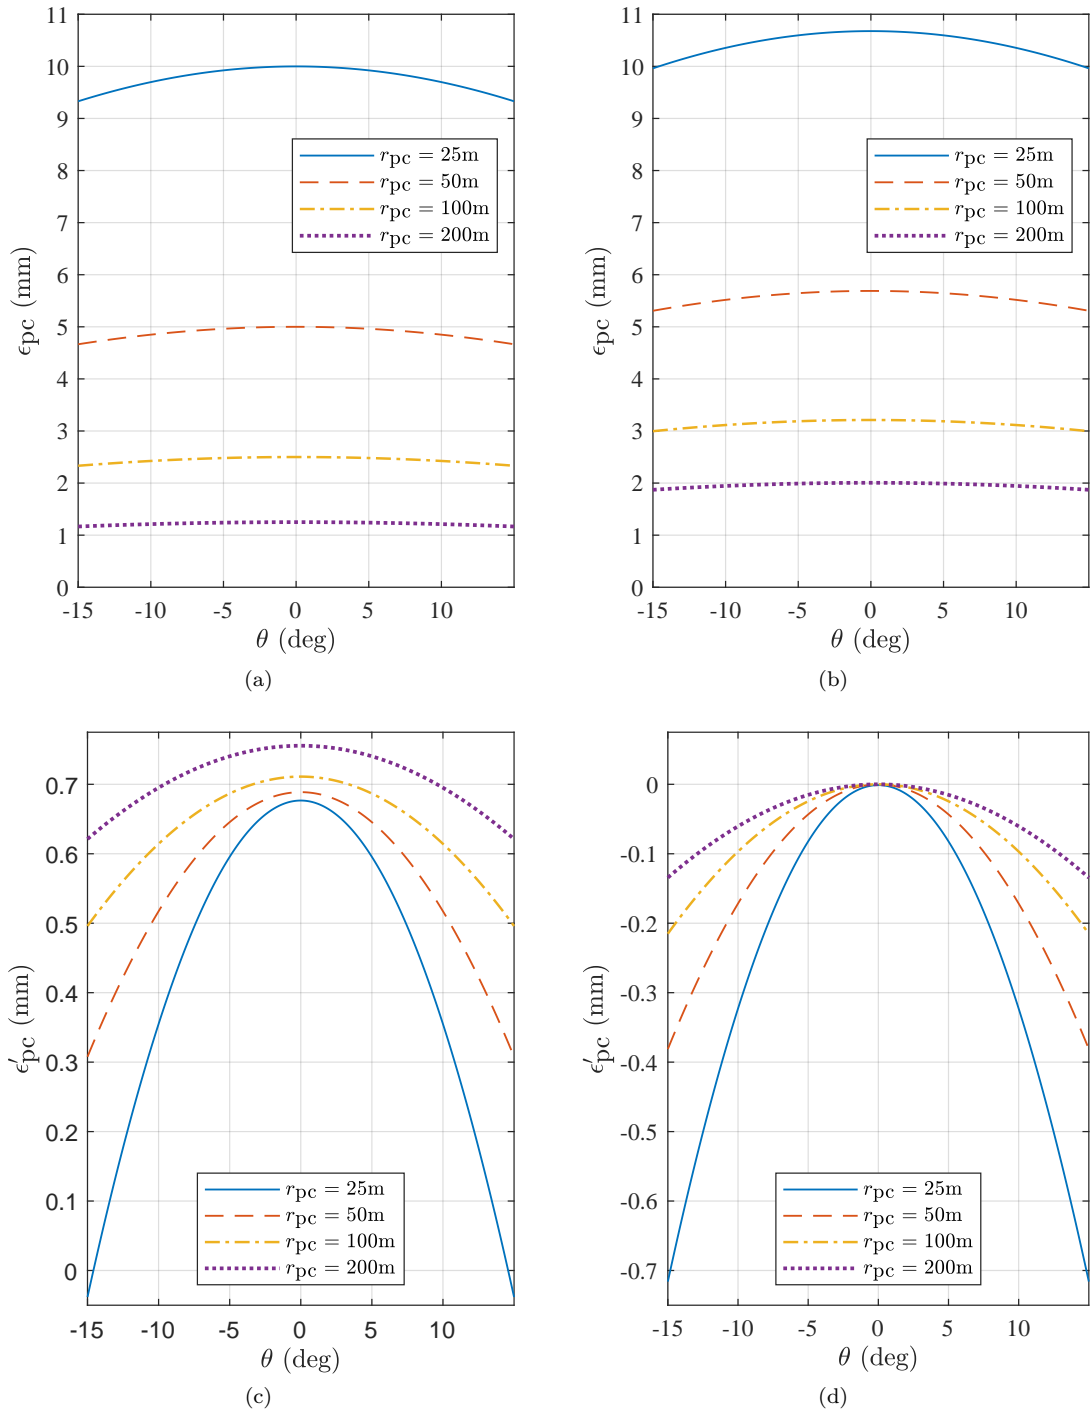 11
10
9
8
7
6
5
4
3
2
1
0
ϵpc (mm)
rpc = 25m
rpc = 50m
rpc = 100m
rpc = 200m
-15 -10 -5 0 5 10
θ (deg)
(a)
11
10
9
8
7
6
5
4
3
2
1
0
ϵpc (mm)
rpc = 25m
rpc = 50m
rpc = 100m
rpc = 200m
-15 -10 -5 0 5 10
θ (deg)
(b)
0.7
0.6
0.5
0.4
0.3
0.2
0.1
0
ϵ′pc (mm)
rpc = 25m
rpc = 50m
rpc = 100m
rpc = 200m
-15 -10 -5 0 5 10
θ (deg)
(c)
0
-0.1
-0.2
-0.3
-0.4
-0.5
-0.6
-0.7
ϵ′pc (mm)
rpc = 25m
rpc = 50m
rpc = 100m
rpc = 200m
-15 -10 -5 0 5 10
θ (deg)
(d)